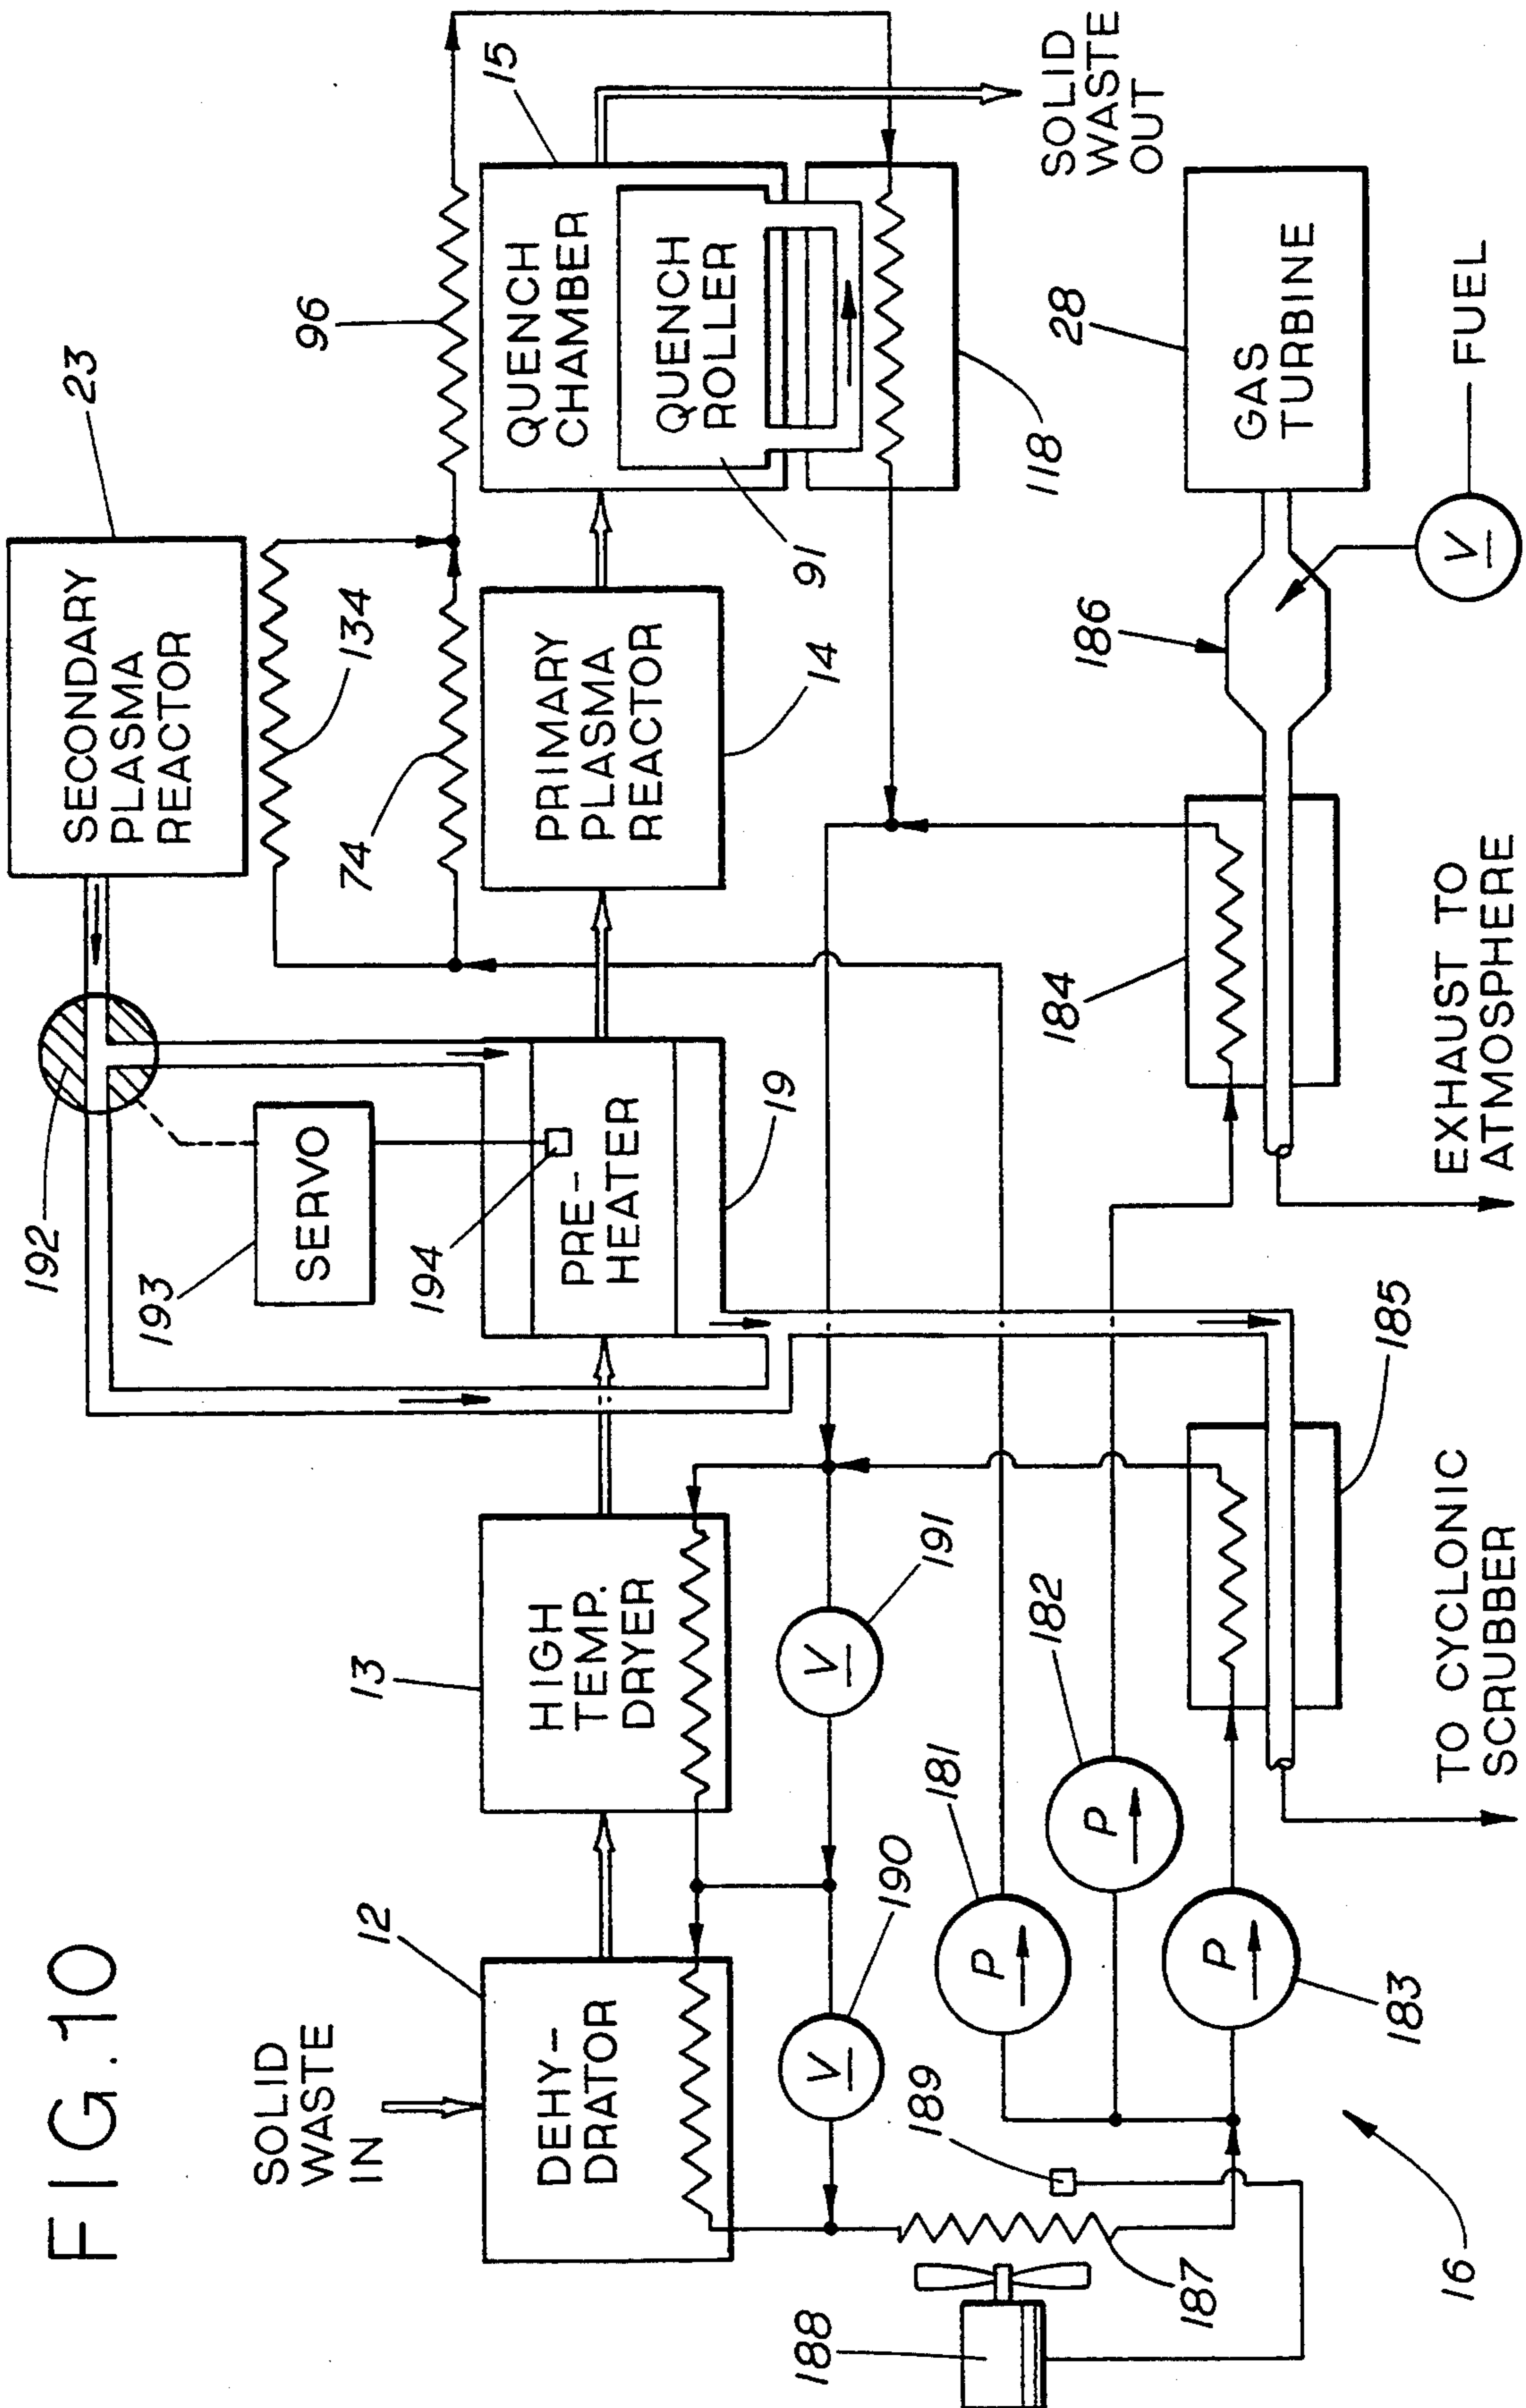 FIG.10
SOLID
WASTE
IN
12
DEHY-
DRATOR
13
HIGH
TEMP.
DRYER
192
193
SERVO
194
PRE-
HEATER
19
SECONDARY
PLASMA
REACTOR
23
134
74
PRIMARY
PLASMA
REACTOR
14
96
15
QUENCH
CHAMBER
QUENCH
ROLLER
91
118
SOLID
WASTE
OUT
188
187
189
190
V
191
V
181
P
182
P
183
P
16
185
TO CYCLONIC
SCRUBBER
184
EXHAUST TO
ATMOSPHERE
186
28
GAS
TURBINE
V
FUEL